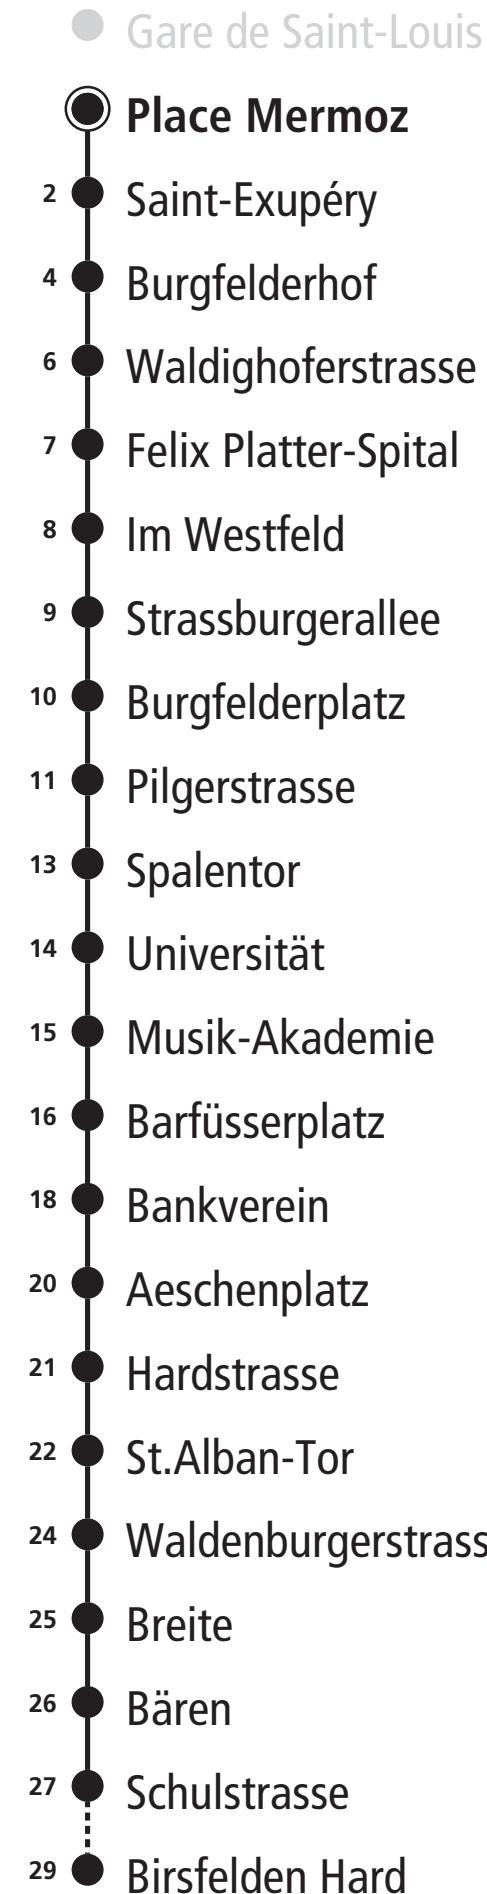 Gare de Saint-Louis
Place Mermoz
2 Saint-Exupéry
4 Burgfelderhof
6 Waldighoferstrasse
7 Felix Platter-Spital
8 Im Westfeld
9 Strassburgerallee
10 Burgfelderplatz
11 Pilgerstrasse
13 Spalentor
14 Universität
15 Musik-Akademie
16 Barfüsserplatz
18 Bankverein
20 Aeschenplatz
21 Hardstrasse
22 St.Alban-Tor
24 Waldenburgerstrass
25 Breite
26 Bären
27 Schulstrasse
29 Birsfelden Hard